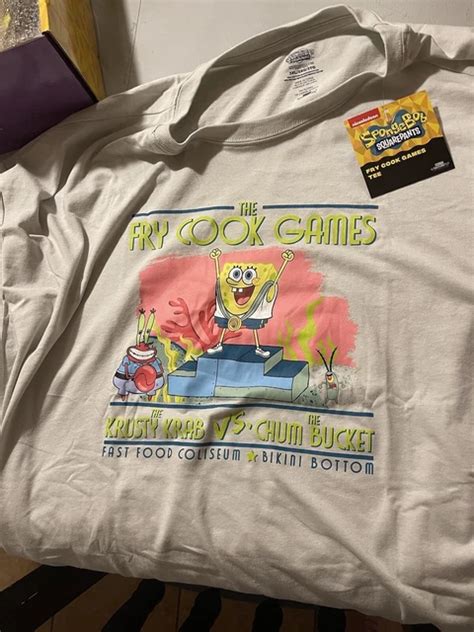 nickelodeon
SpongeBob
SQUAREPANTS
FRY COOK GAMES
TEE
THE
FRY COOK GAMES
THE
KRUSTY KRAB VS. CHUM THE BUCKET
FAST FOOD COLISEUM ★ BIKINI BOTTOM